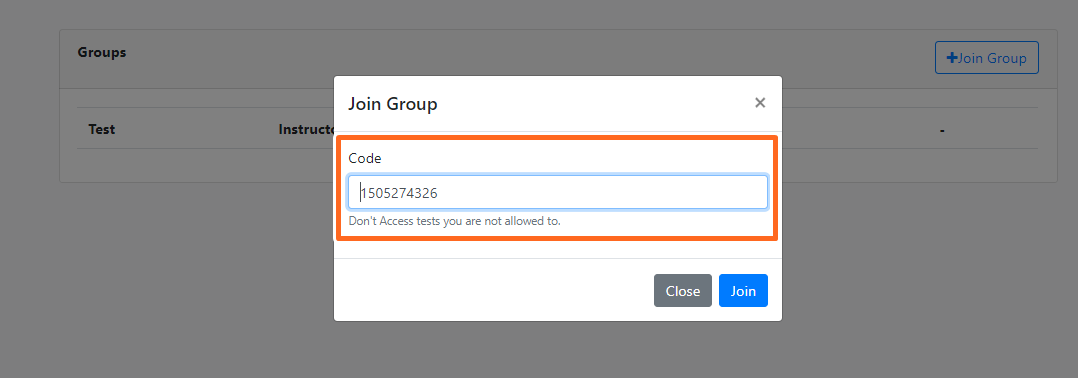 Groups
+Join Group
Join Group
×
Test Instructo -
Code
1505274326
Don't Access tests you are not allowed to.
Close Join